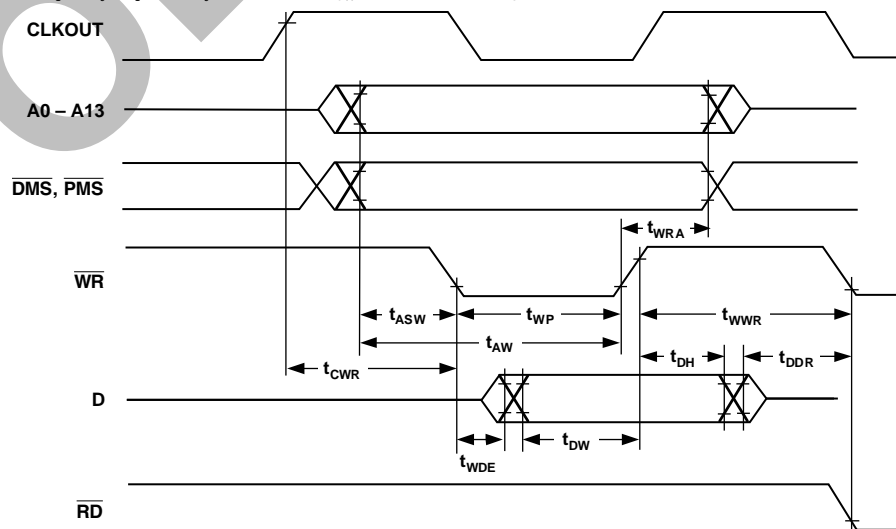 CLKOUT
A0 – A13
DMS, PMS
tWRA
WR
tASW
tWP
tWWR
tAW
tCWR
tDH
tDDR
D
tWDE
tDW
RD